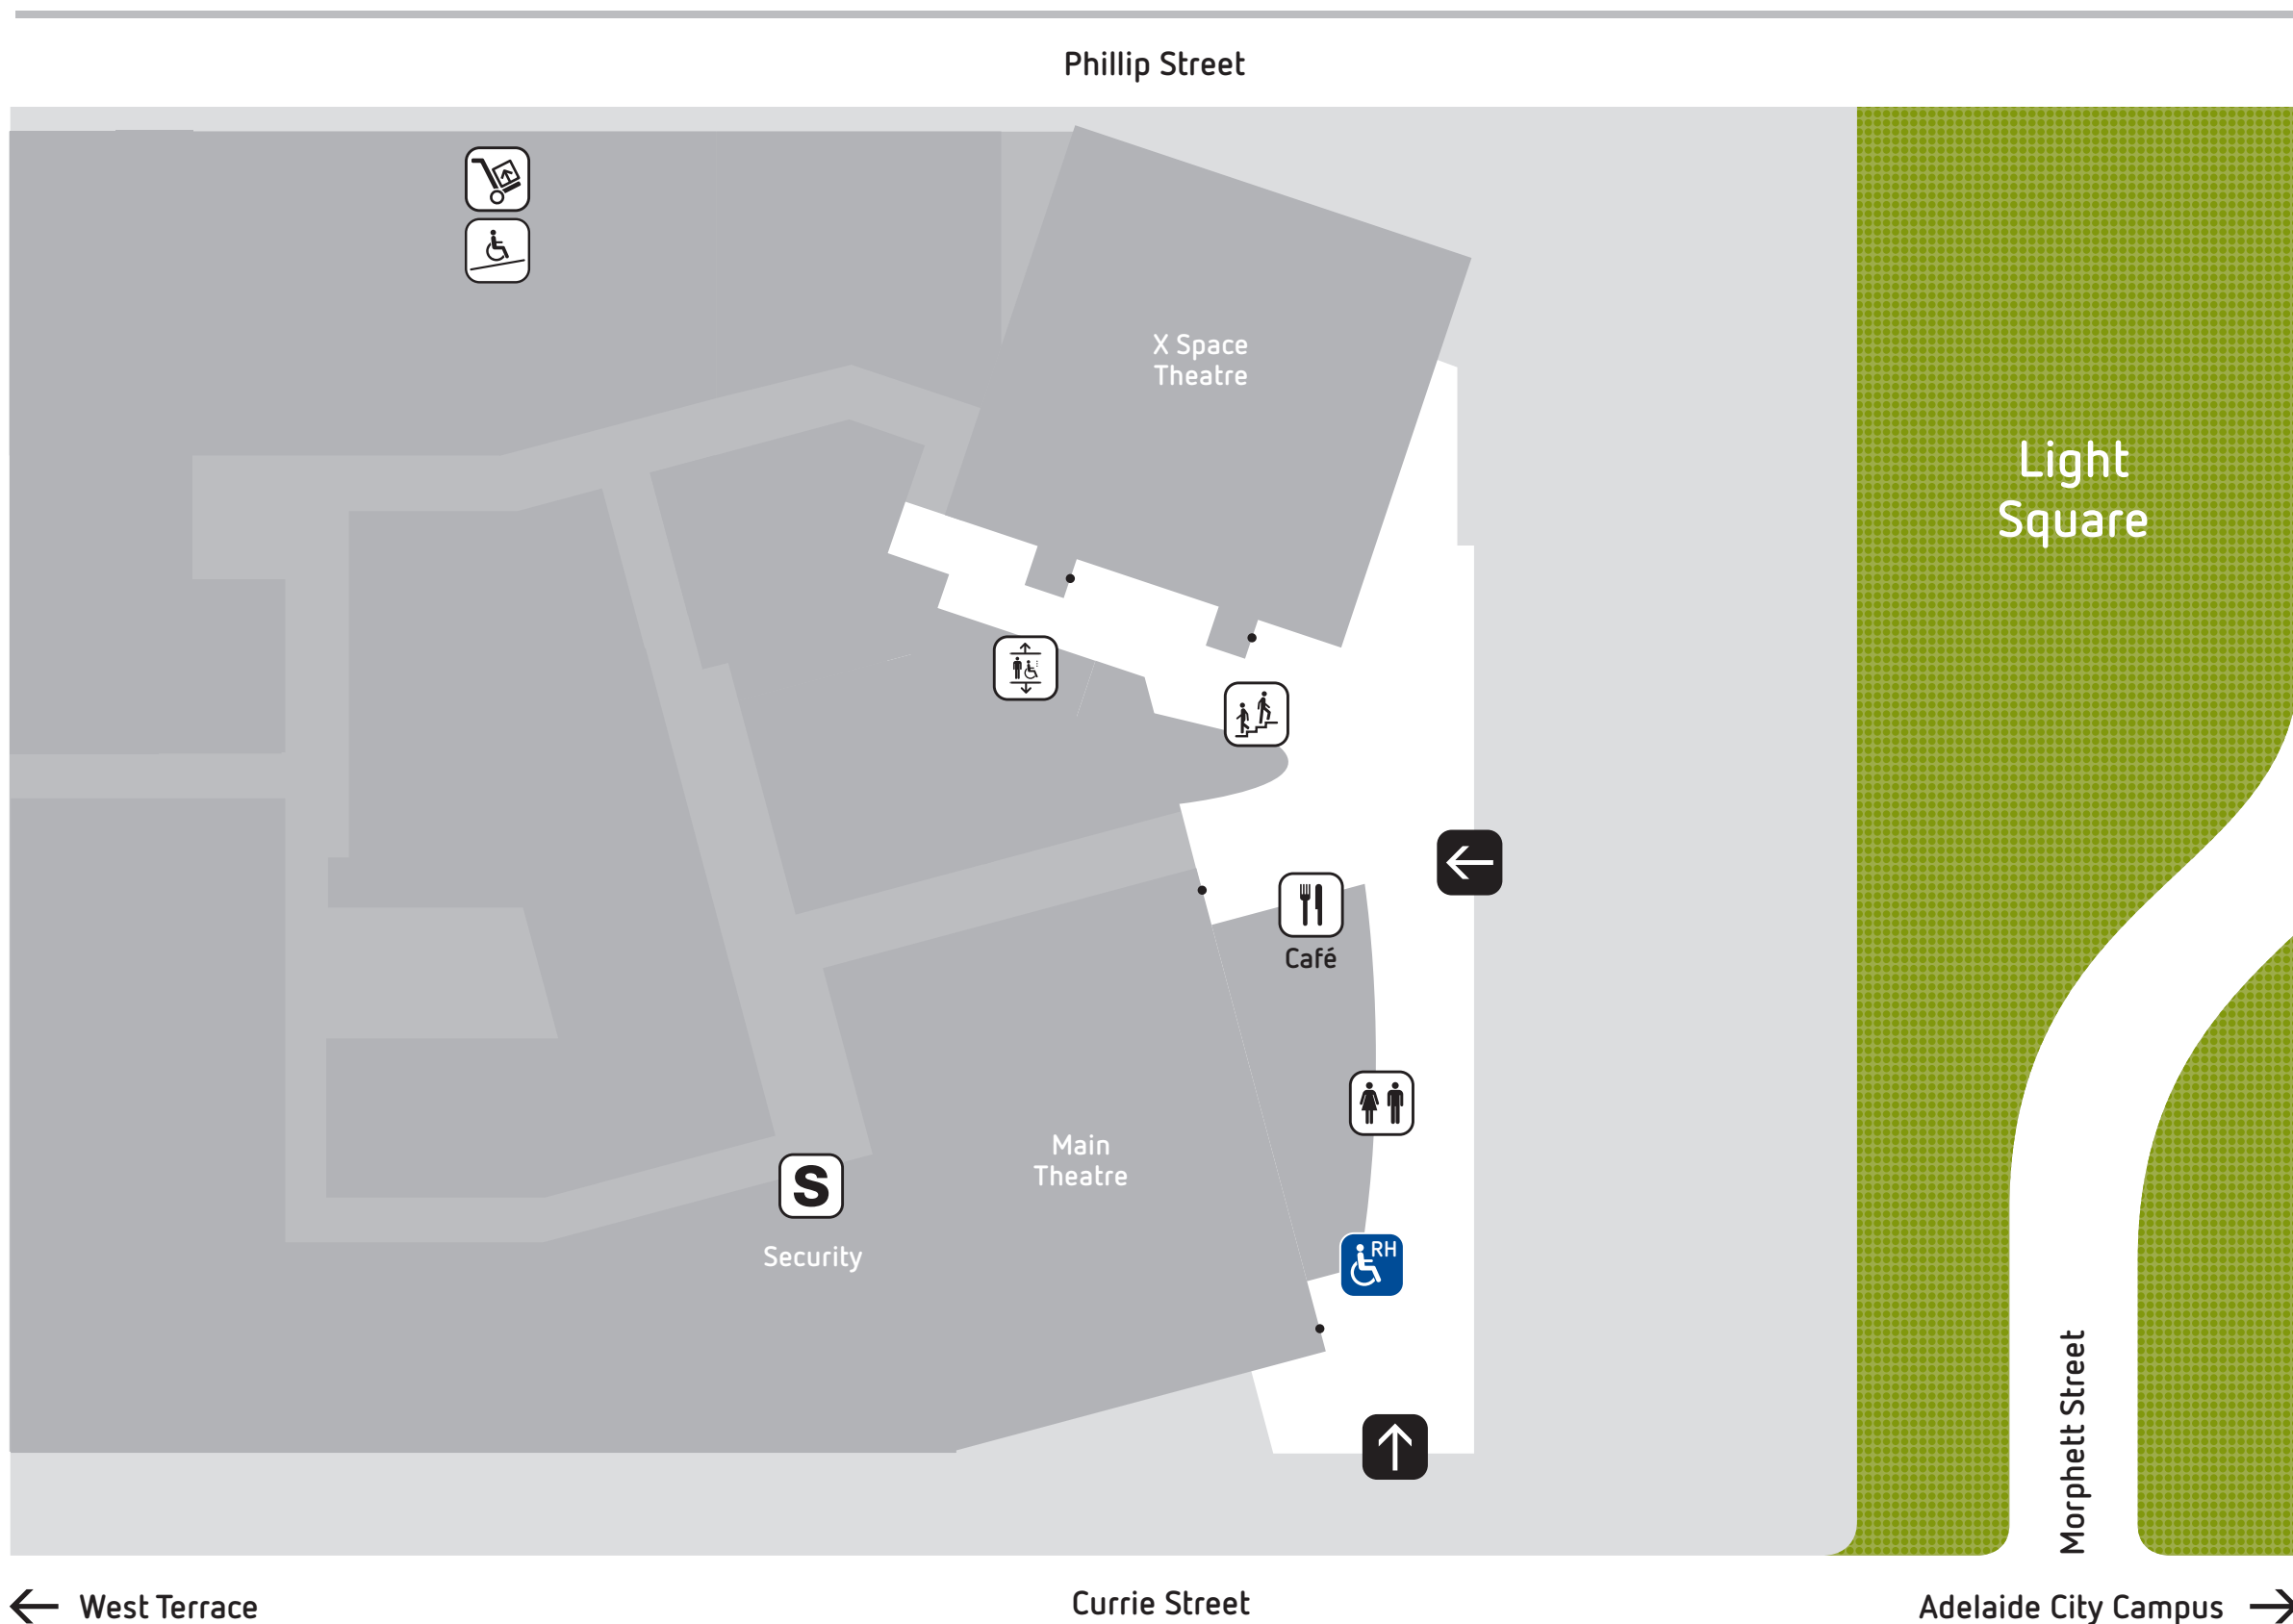 Phillip Street
X Space
Theatre
Light
Square
Café
Main
Theatre
S
Security
RH
Morphett Street
West Terrace
Currie Street
Adelaide City Campus